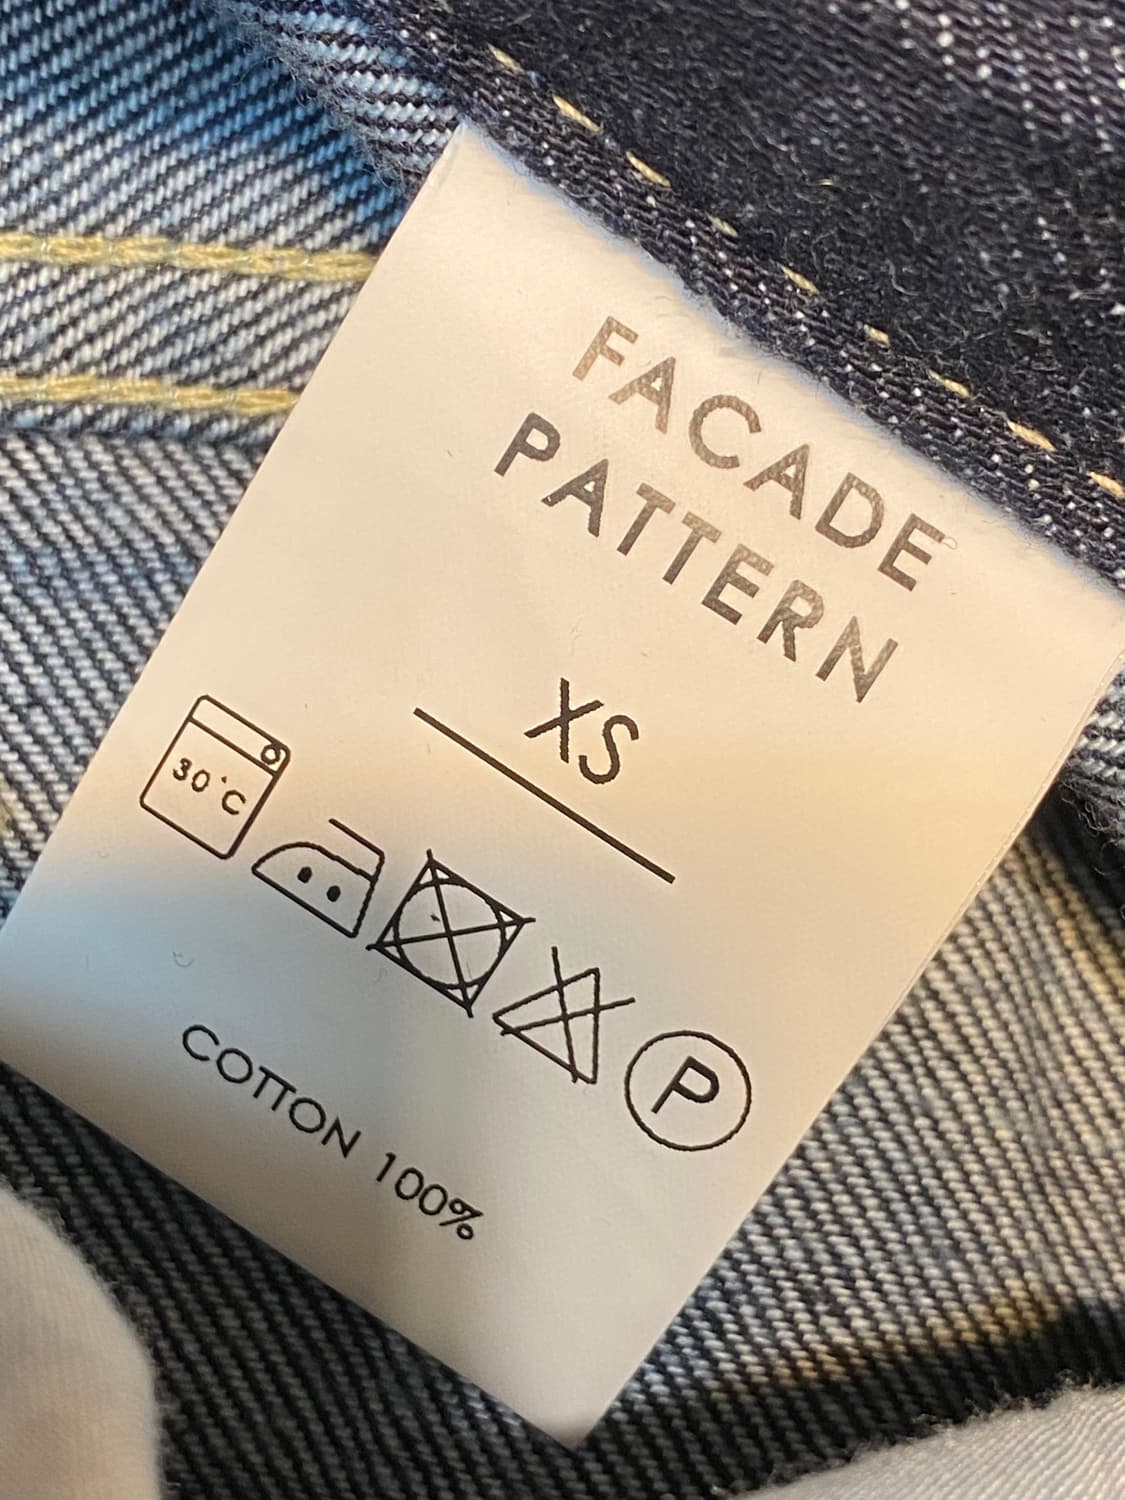 FACADE
PATTERN
XS
30°C
P
COTTON 100%